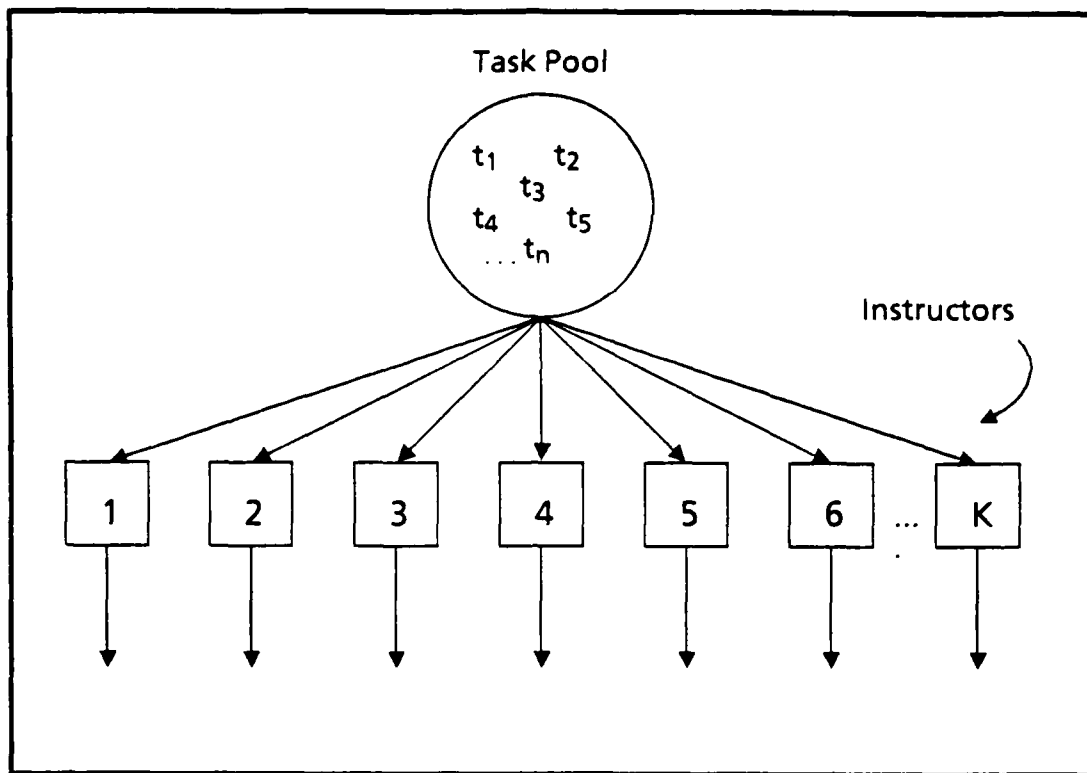 Task Pool
t1 t2
t3
t4 t5
... tn
Instructors
1 2 3 4 5 6 ... K